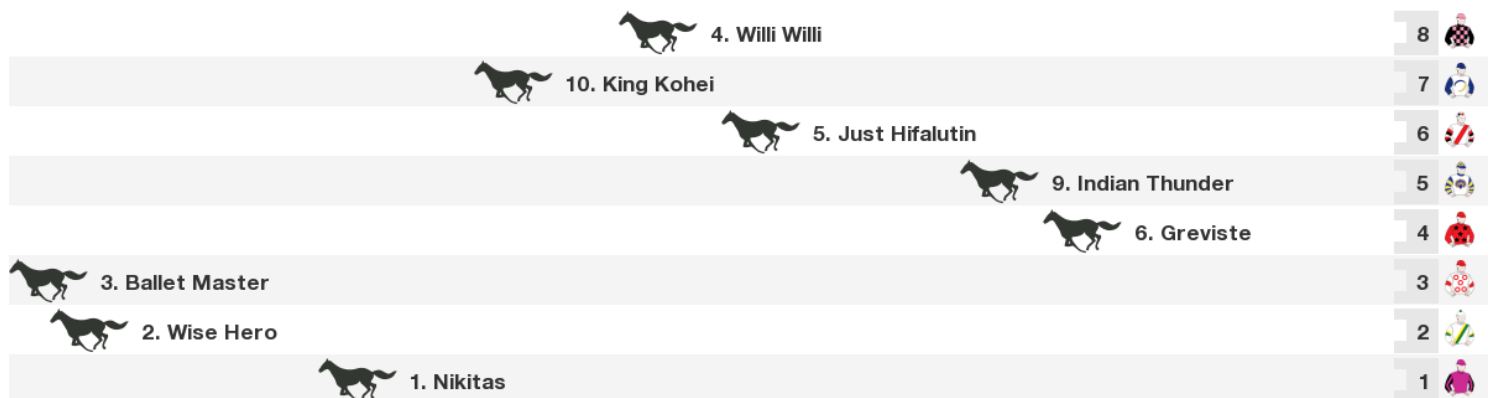 4. Willi Willi 8
10. King Kohei 7
5. Just Hifalutin 6
9. Indian Thunder 5
6. Greviste 4
3. Ballet Master 3
2. Wise Hero 2
1. Nikitas 1